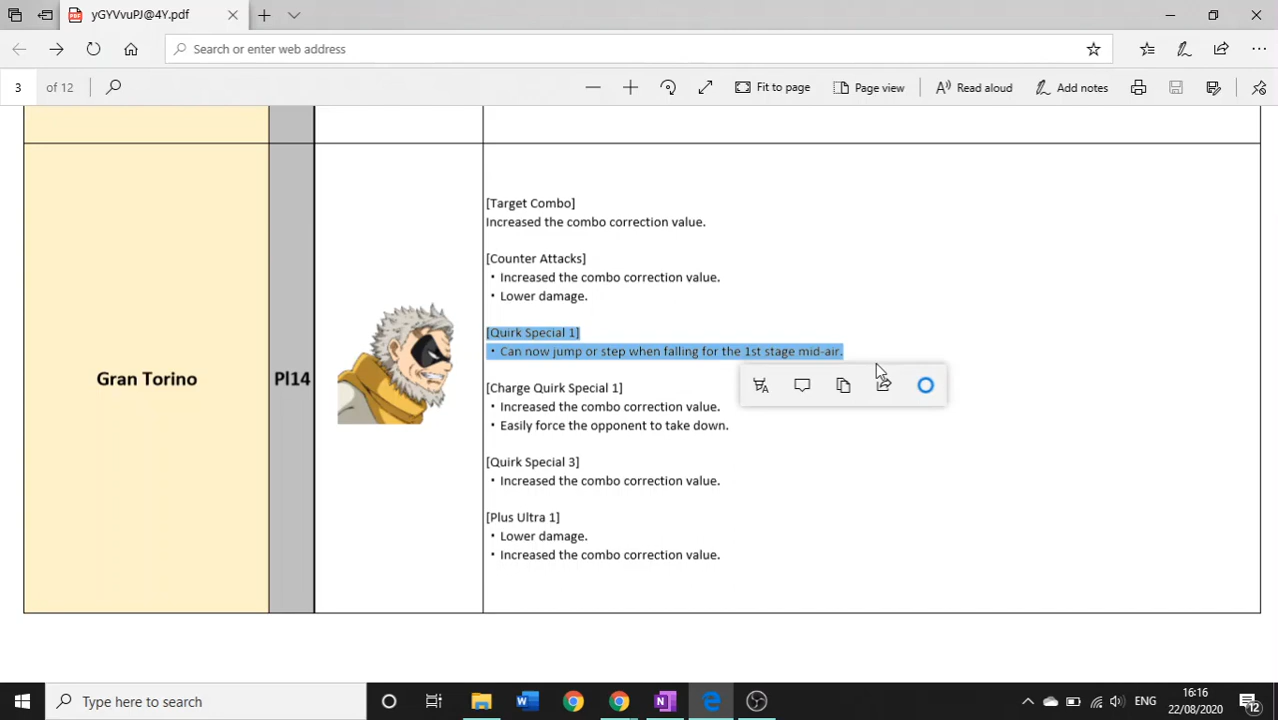 yGYVvuPJ@4Y.pdf
Search or enter web address
3 of 12
Fit to page
Page view
Read aloud
Add notes
Gran Torino
Pl14
[Target Combo]
Increased the combo correction value.
[Counter Attacks]
・Increased the combo correction value.
・Lower damage.
[Quirk Special 1]
・Can now jump or step when falling for the 1st stage mid-air.
[Charge Quirk Special 1]
・Increased the combo correction value.
・Easily force the opponent to take down.
[Quirk Special 3]
・Increased the combo correction value.
[Plus Ultra 1]
・Lower damage.
・Increased the combo correction value.
Type here to search
ENG
16:16
22/08/2020
12